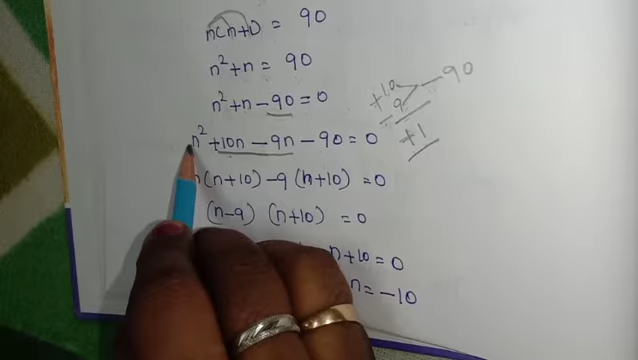 n(n+1) = 90
n² + n = 90
n² + n - 90 = 0
n² + 10n - 9n - 90 = 0
n(n+10) - 9(n+10) = 0
(n-9) (n+10) = 0
n+10 = 0
n = -10
+10
-90
9
+1